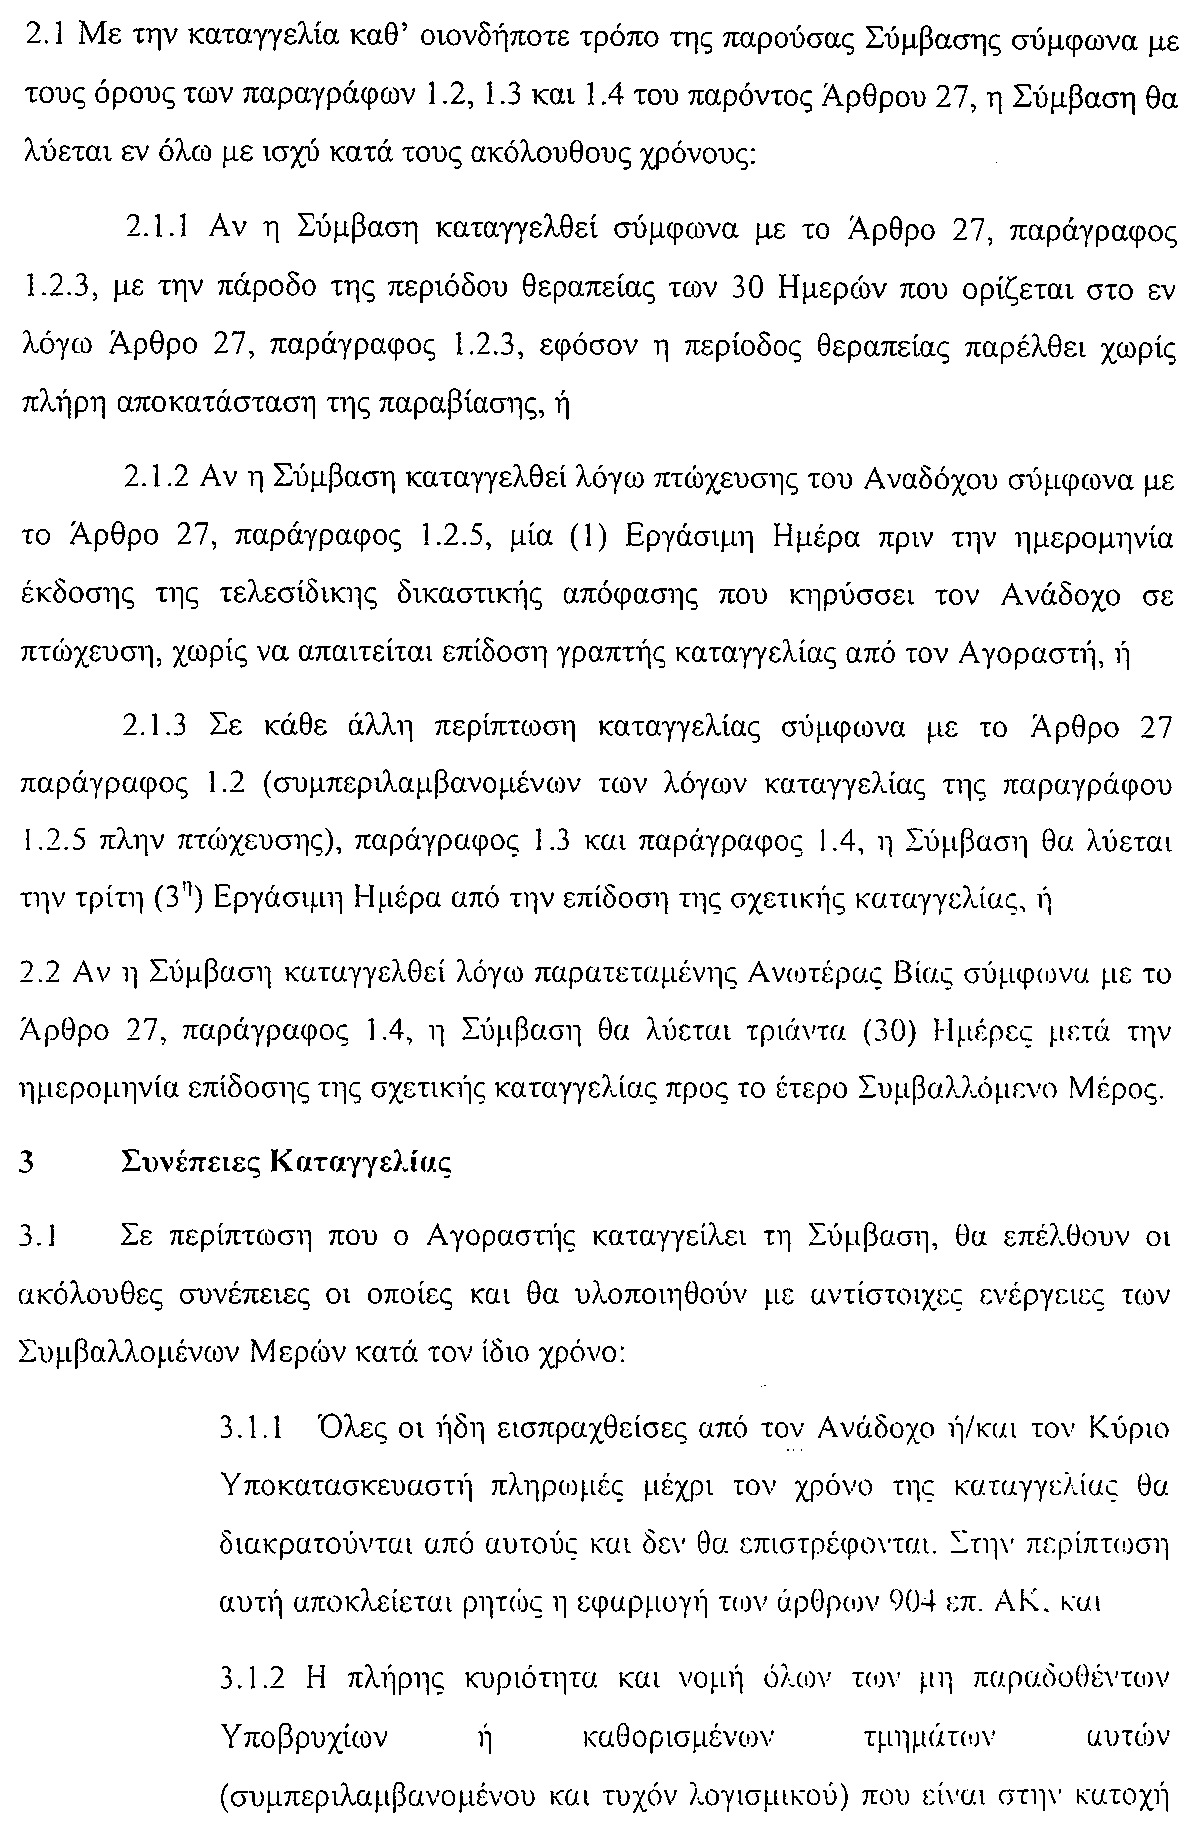 2.1 Με την καταγγελία καθ’ οιονδήποτε τρόπο της παρούσας Σύμβασης σύμφωνα με
τους όρους των παραγράφων 1.2, 1.3 και 1.4 του παρόντος Άρθρου 27, η Σύμβαση θα
λύεται εν όλω με ισχύ κατά τους ακόλουθους χρόνους:
2.1.1 Αν η Σύμβαση καταγγελθεί σύμφωνα με το Άρθρο 27, παράγραφος
1.2.3, με την πάροδο της περιόδου θεραπείας των 30 Ημερών που ορίζεται στο εν
λόγω Άρθρο 27, παράγραφος 1.2.3, εφόσον η περίοδος θεραπείας παρέλθει χωρίς
πλήρη αποκατάσταση της παραβίασης, ή
2.1.2 Αν η Σύμβαση καταγγελθεί λόγω πτώχευσης του Αναδόχου σύμφωνα με
το Άρθρο 27, παράγραφος 1.2.5, μία (1) Εργάσιμη Ημέρα πριν την ημερομηνία
έκδοσης της τελεσίδικης δικαστικής απόφασης που κηρύσσει τον Ανάδοχο σε
πτώχευση, χωρίς να απαιτείται επίδοση γραπτής καταγγελίας από τον Αγοραστή, ή
2.1.3 Σε κάθε άλλη περίπτωση καταγγελίας σύμφωνα με το Άρθρο 27
παράγραφος 1.2 (συμπεριλαμβανομένων των λόγων καταγγελίας της παραγράφου
1.2.5 πλην πτώχευσης), παράγραφος 1.3 και παράγραφος 1.4, η Σύμβαση θα λύεται
την τρίτη (3η) Εργάσιμη Ημέρα από την επίδοση της σχετικής καταγγελίας, ή
2.2 Αν η Σύμβαση καταγγελθεί λόγω παρατεταμένης Ανωτέρας Βίας σύμφωνα με το
Άρθρο 27, παράγραφος 1.4, η Σύμβαση θα λύεται τριάντα (30) Ημέρες μετά την
ημερομηνία επίδοσης της σχετικής καταγγελίας προς το έτερο Συμβαλλόμενο Μέρος.
3 Συνέπειες Καταγγελίας
3.1 Σε περίπτωση που ο Αγοραστής καταγγείλει τη Σύμβαση, θα επέλθουν οι
ακόλουθες συνέπειες οι οποίες και θα υλοποιηθούν με αντίστοιχες ενέργειες των
Συμβαλλομένων Μερών κατά τον ίδιο χρόνο:
3.1.1 Όλες οι ήδη εισπραχθείσες από τον Ανάδοχο ή/και τον Κύριο
Υποκατασκευαστή πληρωμές μέχρι τον χρόνο της καταγγελίας θα
διακρατούνται από αυτούς και δεν θα επιστρέφονται. Στην περίπτωση
αυτή αποκλείεται ρητώς η εφαρμογή των άρθρων 904 επ. ΑΚ. και
3.1.2 Η πλήρης κυριότητα και νομή όλων των μη παραδοθέντων
Υποβρυχίων ή καθορισμένων τμημάτων αυτών
(συμπεριλαμβανομένου και τυχόν λογισμικού) που είναι στην κατοχή